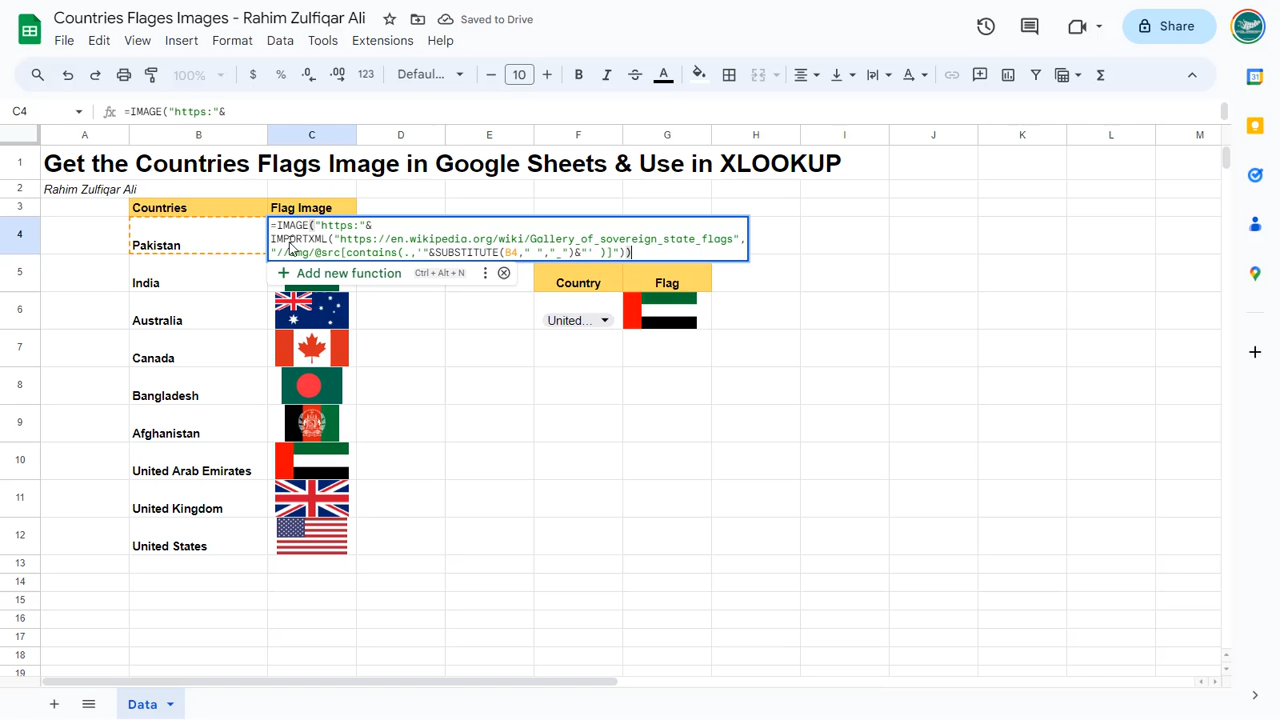 Countries Flages Images - Rahim Zulfiqar Ali
Saved to Drive
Share
File Edit View Insert Format Data Tools Extensions Help
100% $ % .0 .00 123 Defaul... 10 B I A A Σ
C4 fx =IMAGE("https:"&
A B C D E F G H I J K L M
1 Get the Countries Flags Image in Google Sheets & Use in XLOOKUP
2 Rahim Zulfiqar Ali
3 Countries Flag Image
=IMAGE("https:"&
4 Pakistan IMPORTXML("https://en.wikipedia.org/wiki/Gallery_of_sovereign_state_flags",
"//img/@src[contains(.,'"&SUBSTITUTE(B4," ","_")&"' )]"))
Add new function Ctrl + Alt + N
5 India Country Flag
6 Australia United...
7 Canada
8 Bangladesh
9 Afghanistan
10 United Arab Emirates
11 United Kingdom
12 United States
13
14
15
16
17
18
19
Data
31